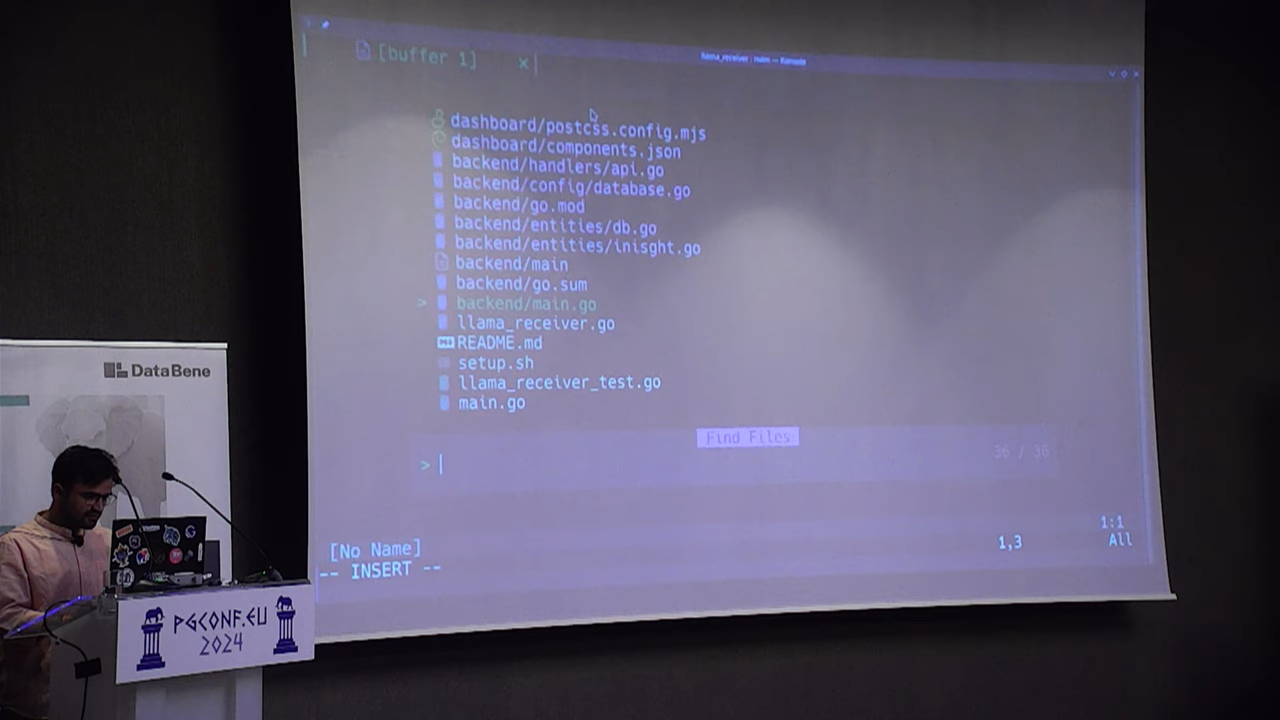 [buffer 1] ×
llama_receiver : nvim — Konsole
dashboard/postcss.config.mjs
dashboard/components.json
backend/handlers/api.go
backend/config/database.go
backend/go.mod
backend/entities/db.go
backend/entities/inisght.go
backend/main
backend/go.sum
> backend/main.go
llama_receiver.go
README.md
setup.sh
llama_receiver_test.go
main.go
Find Files
> 36 / 36
1:1
[No Name] 1,3 All
-- INSERT --
DataBene
PGCONF.EU
2024